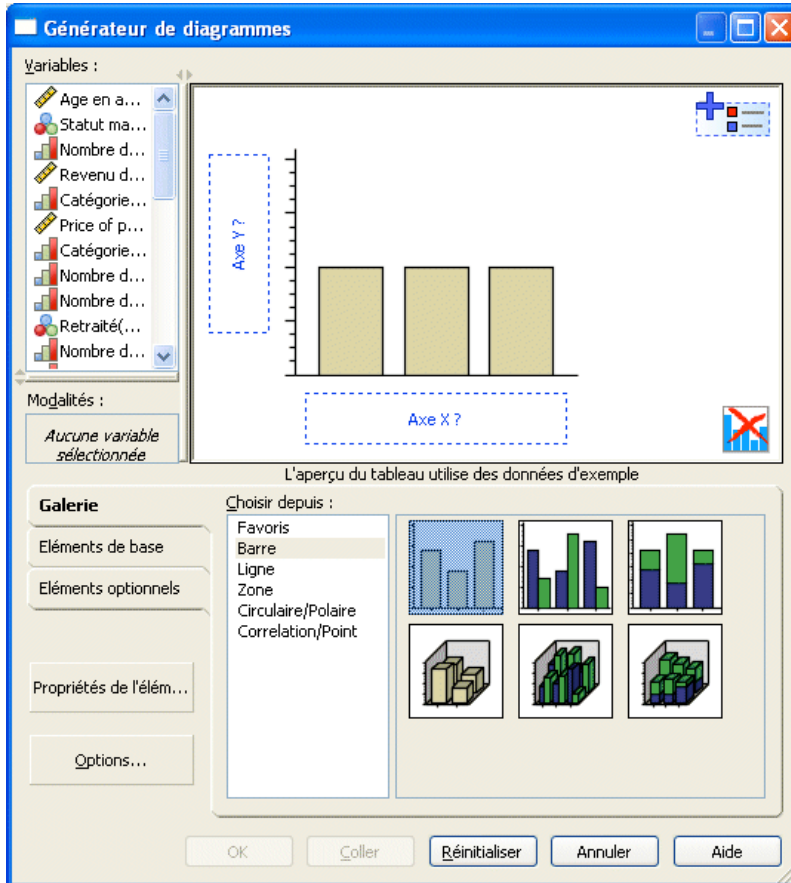 Générateur de diagrammes
Variables :
Age en a...
Statut ma...
Nombre d...
Revenu d...
Catégorie...
Price of p...
Catégorie...
Nombre d...
Nombre d...
Retraité(...
Nombre d...
Axe Y ?
Axe X ?
Modalités :
Aucune variable
sélectionnée
L'aperçu du tableau utilise des données d'exemple
Galerie
Eléments de base
Eléments optionnels
Propriétés de l'élém...
Options...
Choisir depuis :
Favoris
Barre
Ligne
Zone
Circulaire/Polaire
Correlation/Point
OK
Coller
Réinitialiser
Annuler
Aide